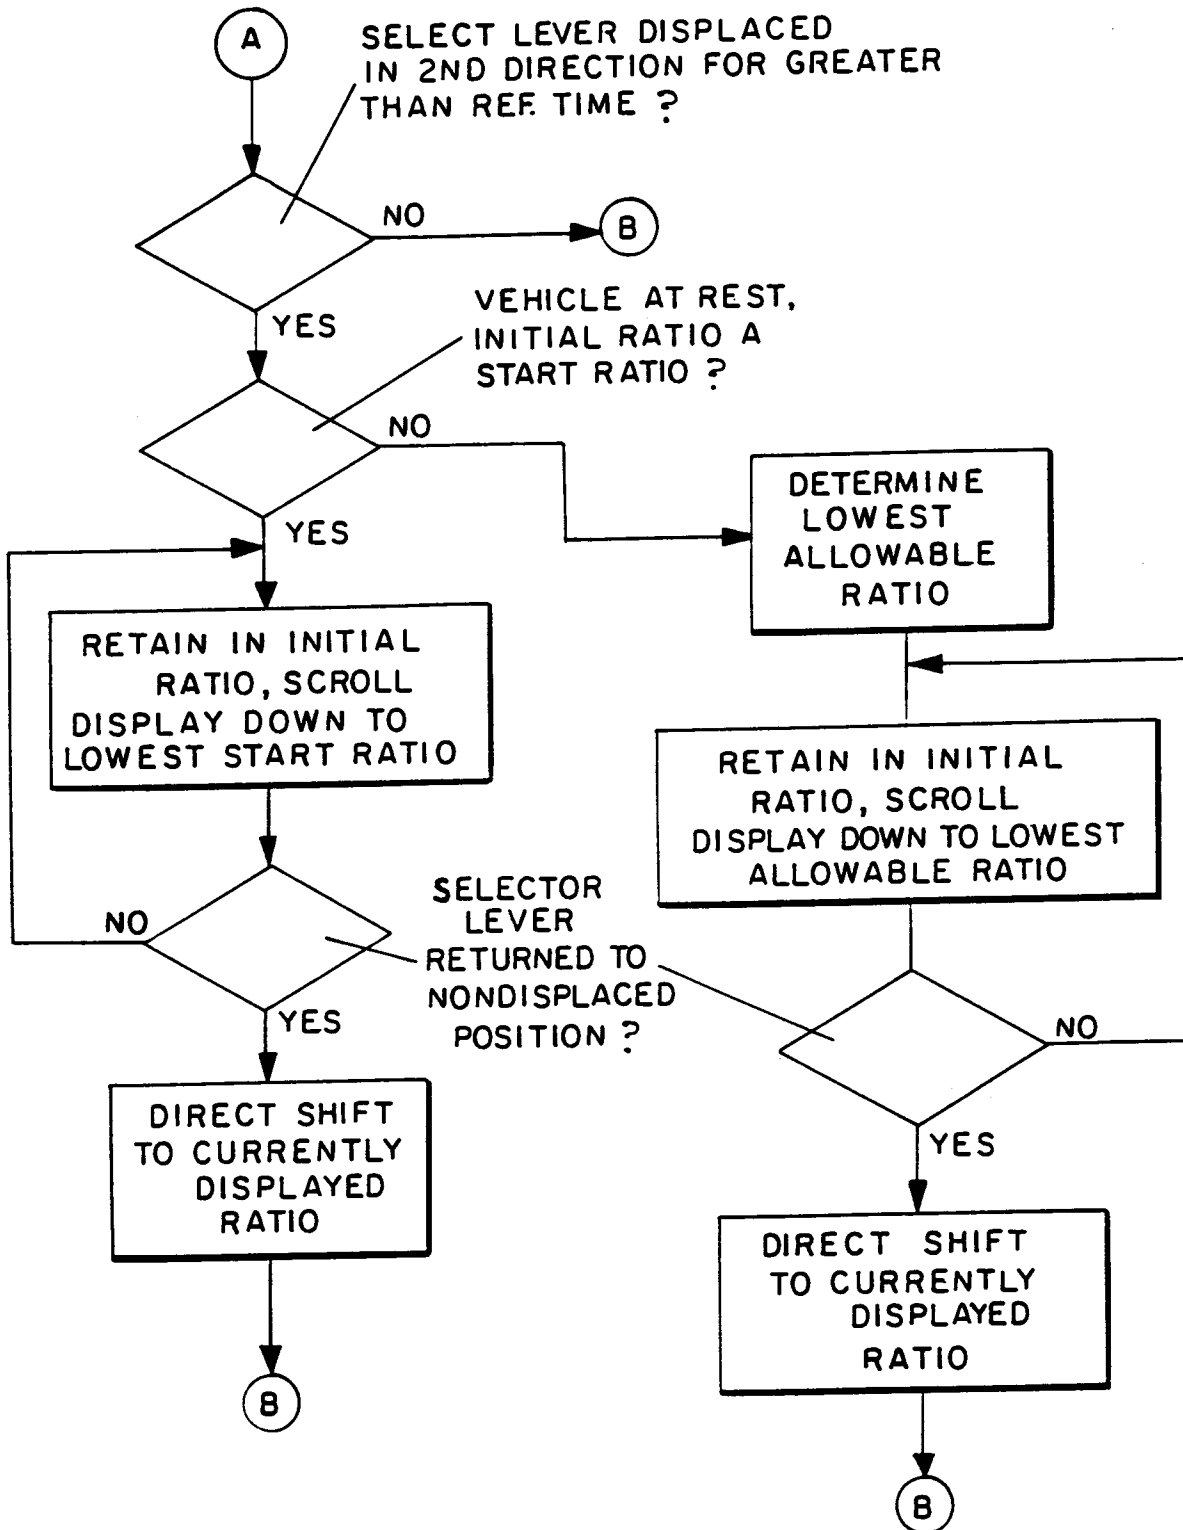 A
SELECT LEVER DISPLACED
IN 2ND DIRECTION FOR GREATER
THAN REF. TIME ?
NO
B
YES
VEHICLE AT REST,
INITIAL RATIO A
START RATIO ?
NO
YES
DETERMINE
LOWEST
ALLOWABLE
RATIO
RETAIN IN INITIAL
RATIO, SCROLL
DISPLAY DOWN TO
LOWEST START RATIO
RETAIN IN INITIAL
RATIO, SCROLL
DISPLAY DOWN TO LOWEST
ALLOWABLE RATIO
NO
SELECTOR
LEVER
RETURNED TO
NONDISPLACED
POSITION ?
YES
NO
YES
DIRECT SHIFT
TO CURRENTLY
DISPLAYED
RATIO
DIRECT SHIFT
TO CURRENTLY
DISPLAYED
RATIO
B
B